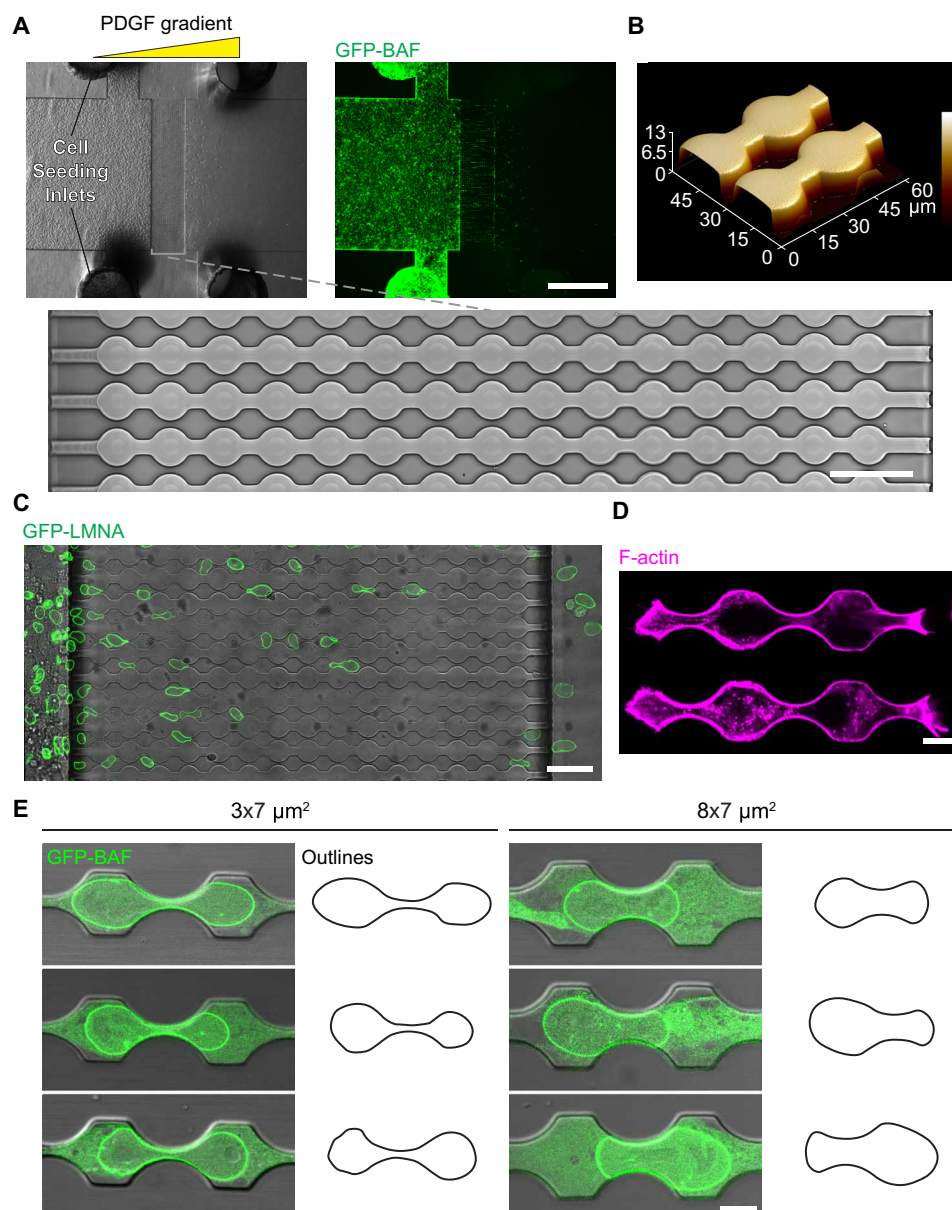 A
PDGF gradient
Cell
Seeding
Inlets
GFP-BAF
B
13
6.5
0
45
30
15
0
0
15
30
45
60
µm
C
GFP-LMNA
D
F-actin
E
3x7 µm²
8x7 µm²
GFP-BAF
Outlines